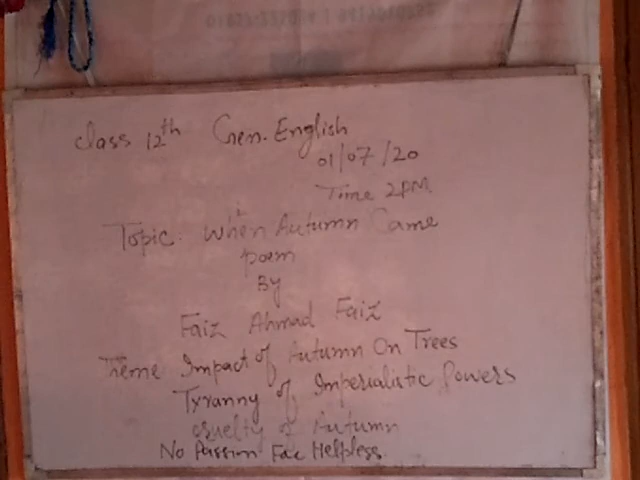 Class 12th Gen. English
01/07/20
Time 2PM
Topic. When Autumn Came
poem
By
Faiz Ahmad Faiz
Theme Impact of Autumn On Trees
Tyranny of Imperialistic Powers
cruelty of Autumn
No Passion For Helpless